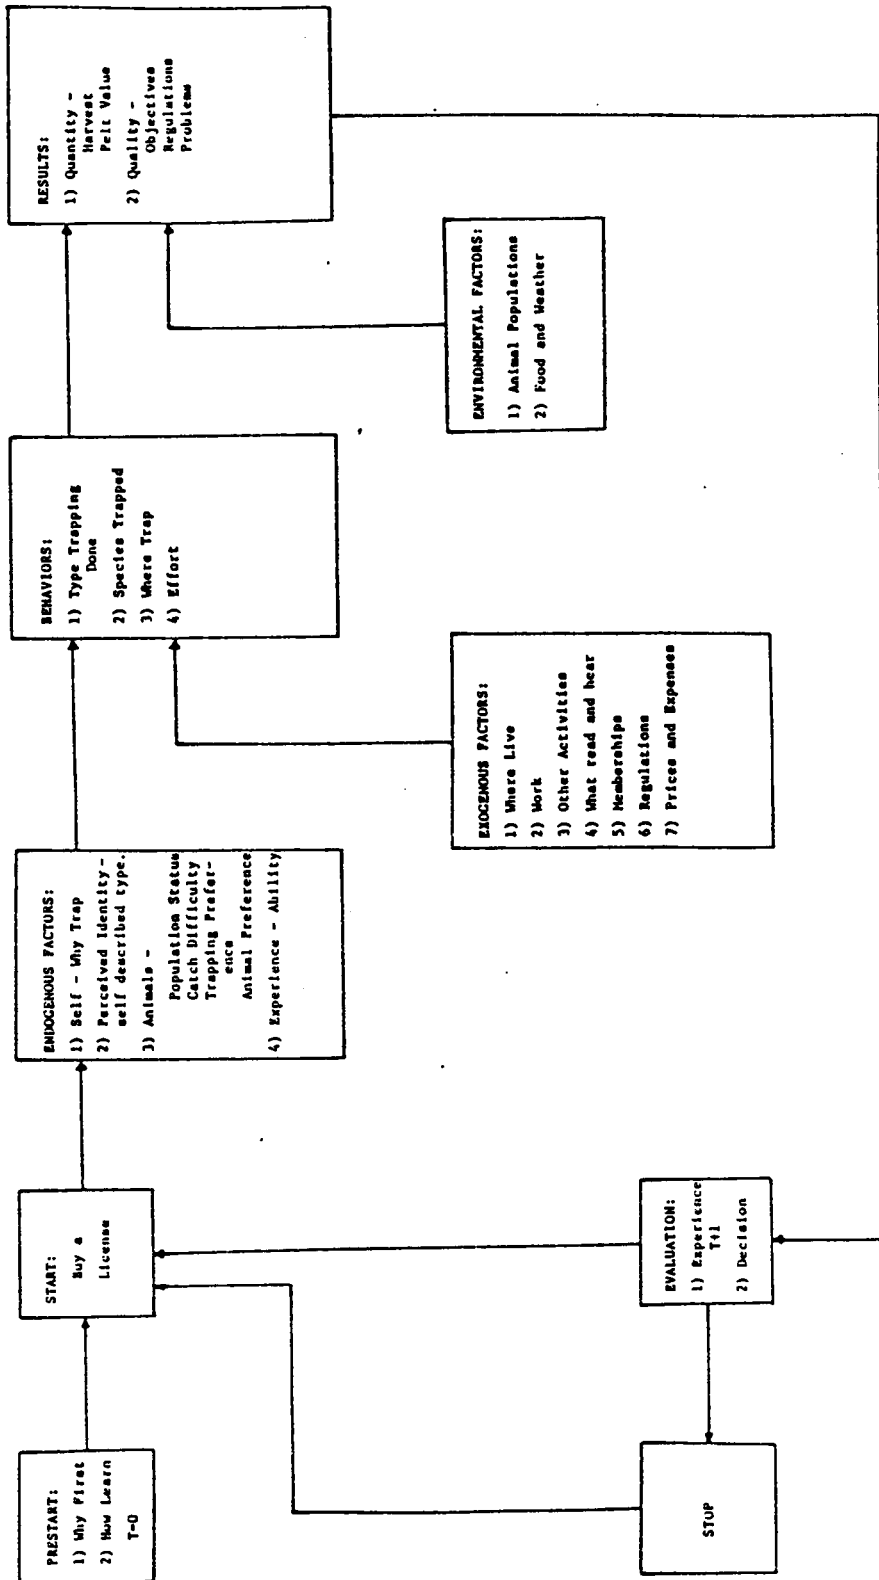 PRESTART:
1) Why First
2) How Learn
T=0
START:
Buy a
License
ENDOGENOUS FACTORS:
1) Self - Why Trap
2) Perceived Identity -
self described type.
3) Animals -
Population Status
Catch Difficulty
Trapping Prefer-
ence
Animal Preference
4) Experience - Ability
BEHAVIORS:
1) Type Trapping
Done
2) Species Trapped
3) Where Trap
4) Effort
RESULTS:
1) Quantity -
Harvest
Pelt Value
2) Quality -
Objectives
Regulations
Problems
STOP
EVALUATION:
1) Experience
T+1
2) Decision
EXOGENOUS FACTORS:
1) Where Live
2) Work
3) Other Activities
4) What read and hear
5) Memberships
6) Regulations
7) Prices and Expenses
ENVIRONMENTAL FACTORS:
1) Animal Populations
2) Food and Weather